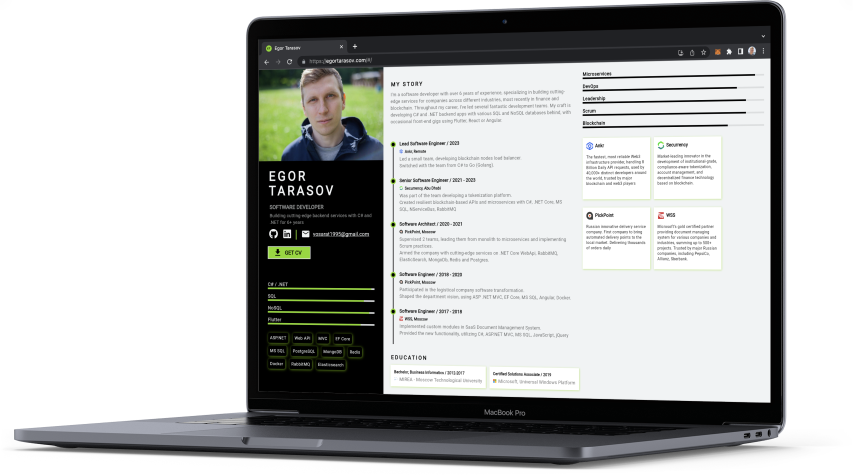 Egor Tarasov
https://egortarasov.com/#/
EGOR
TARASOV
SOFTWARE DEVELOPER
Building cutting-edge backend services with C# and
.NET for 6+ years
vosarat1995@gmail.com
GET CV
C# / .NET
SQL
NoSQL
Flutter
ASP.NET
Web API
MVC
EF Core
MS SQL
PostgreSQL
MongoDB
Redis
Docker
RabbitMQ
Elasticsearch
MY STORY
I'm a software developer with over 6 years of experience, specializing in building cutting-
edge services for companies across different industries, most recently in finance and
blockchain. Throughout my career, I've led several fantastic development teams. My craft is
developing C# and .NET backend apps with various SQL and NoSQL databases behind, with
occasional front end gigs using Flutter, React or Angular.
Lead Software Engineer / 2023
Ankr, Remote
Led a small team, developing blockchain nodes load balancer.
Switched with the team from C# to Go (Golang).
Senior Software Engineer / 2021 - 2023
Securrency, Abu Dhabi
Was part of the team developing a tokenization platform.
Created resilient blockchain-based APIs and microservices with C#, .NET Core, MS
SQL, NServiceBus, RabbitMQ
Software Architect / 2020 - 2021
PickPoint, Moscow
Supervised 2 teams, leading them from monolith to microservices and implementing
Scrum practices.
Armed the company with cutting-edge services on .NET Core WebApi, RabbitMQ,
ElasticSearch, MongoDB, Redis and Postgres.
Software Engineer / 2018 - 2020
PickPoint, Moscow
Participated in the logistical company software transformation.
Shaped the department vision, using ASP .NET MVC, EF Core, MS SQL, Angular, Docker
Software Engineer / 2017 - 2018
WSS, Moscow
Implemented custom modules in SaaS Document Management System
Provided the new functionality, utilizing C#, ASP.NET MVC, MS SQL, JavaScript, jQuery
EDUCATION
Bachelor, Business Informatics / 2012-2017
MIREA - Moscow Technological University
Certified Solutions Associate / 2019
Microsoft, Universal Windows Platform
Microservices
DevOps
Leadership
Scrum
Blockchain
Ankr
The fastest, most reliable Web3
infrastructure provider, handling 8
Billion Daily API requests, used by
40,000+ distinct developers around
the world, trusted by major
blockchain and web3 players
Securrency
Market-leading innovator in the
development of institutional-grade,
compliance-aware tokenization,
account management, and
decentralized finance technology
based on blockchain.
PickPoint
Russian innovative delivery service
company. First company to bring
automated delivery points to the
local market. Delivering thousands
of orders daily
WSS
Microsoft's gold certified partner
providing document managing
system for various companies and
industries, summing up to 590+
projects. Trusted by major Russian
companies, including PepsiCo,
Allianz, Sberbank.
MacBook Pro